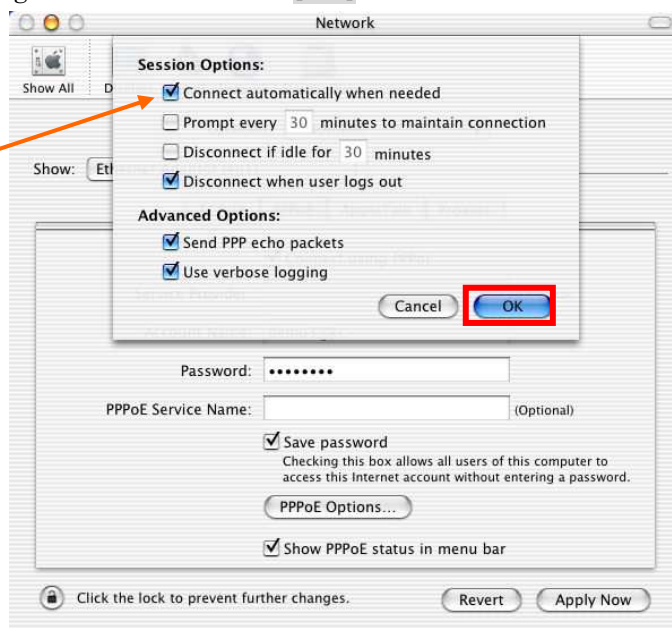 Network
Show All
D
Session Options:
Connect automatically when needed
Prompt every 30 minutes to maintain connection
Disconnect if idle for 30 minutes
Disconnect when user logs out
Show: Eth
Advanced Options:
Send PPP echo packets
Use verbose logging
Cancel OK
Password: ••••••••
PPPoE Service Name: (Optional)
Save password
Checking this box allows all users of this computer to
access this Internet account without entering a password.
PPPoE Options...
Show PPPoE status in menu bar
Click the lock to prevent further changes. Revert Apply Now